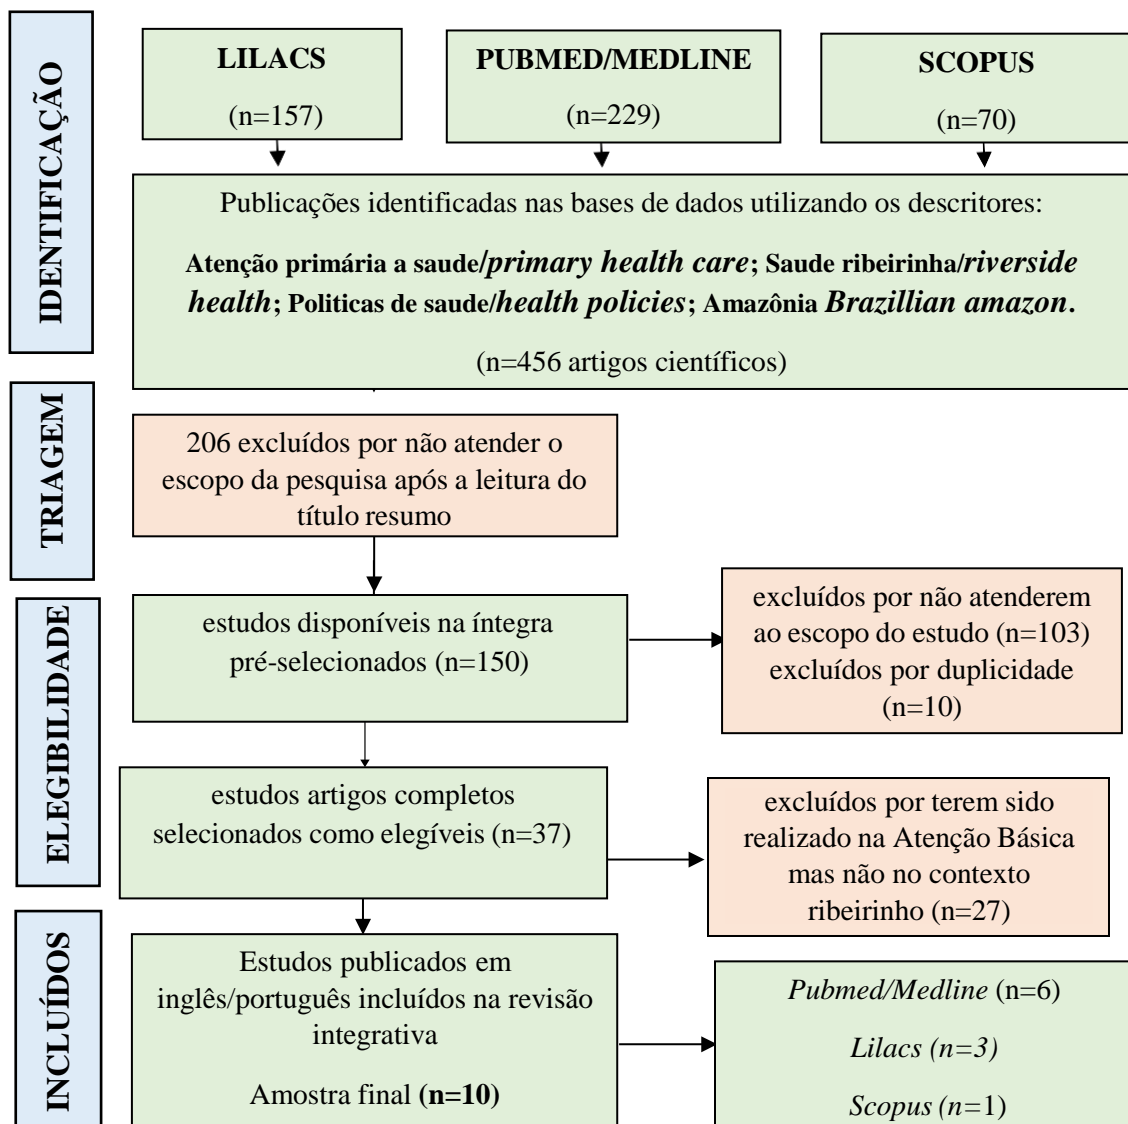 IDENTIFICAÇÃO
LILACS
(n=157)
PUBMED/MEDLINE
(n=229)
SCOPUS
(n=70)
Publicações identificadas nas bases de dados utilizando os descritores:
Atenção primária a saude/primary health care; Saude ribeirinha/riverside
health; Politicas de saude/health policies; Amazônia Brazillian amazon.
(n=456 artigos científicos)
TRIAGEM
206 excluídos por não atender o
escopo da pesquisa após a leitura do
título resumo
ELEGIBILIDADE
estudos disponíveis na íntegra
pré-selecionados (n=150)
excluídos por não atenderem
ao escopo do estudo (n=103)
excluídos por duplicidade
(n=10)
estudos artigos completos
selecionados como elegíveis (n=37)
excluídos por terem sido
realizado na Atenção Básica
mas não no contexto
ribeirinho (n=27)
INCLUÍDOS
Estudos publicados em
inglês/português incluídos na revisão
integrativa
Amostra final (n=10)
Pubmed/Medline (n=6)
Lilacs (n=3)
Scopus (n=1)